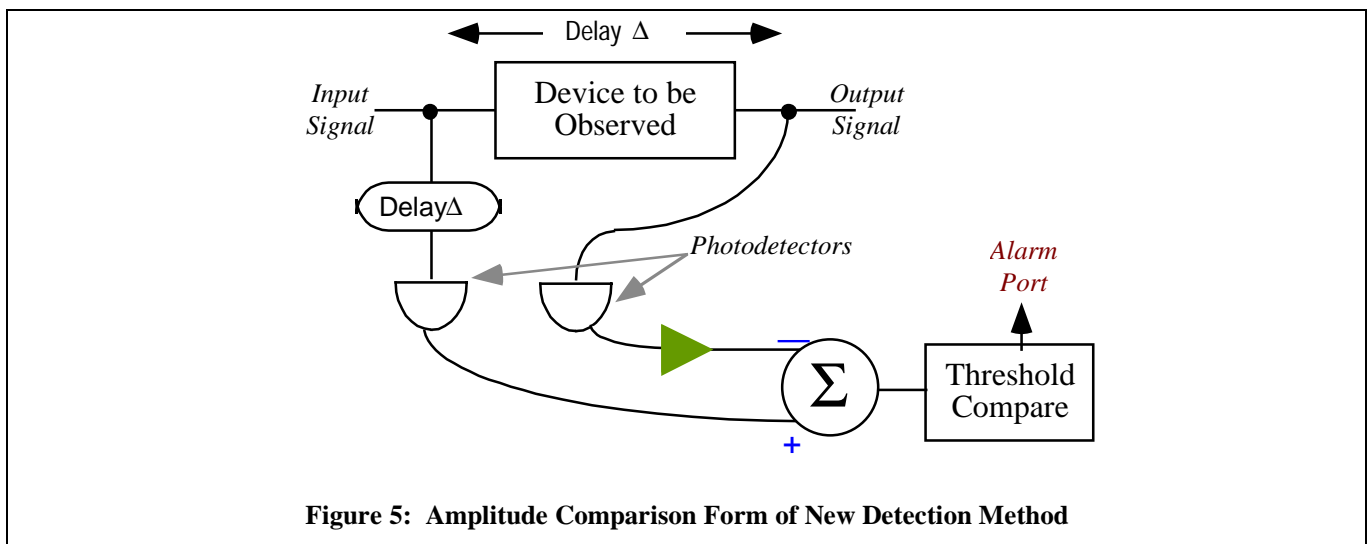 Delay Δ
Input
Signal
Device to be
Observed
Output
Signal
DelayΔ
Photodetectors
Alarm
Port
—
Σ
+
Threshold
Compare
Figure 5: Amplitude Comparison Form of New Detection Method